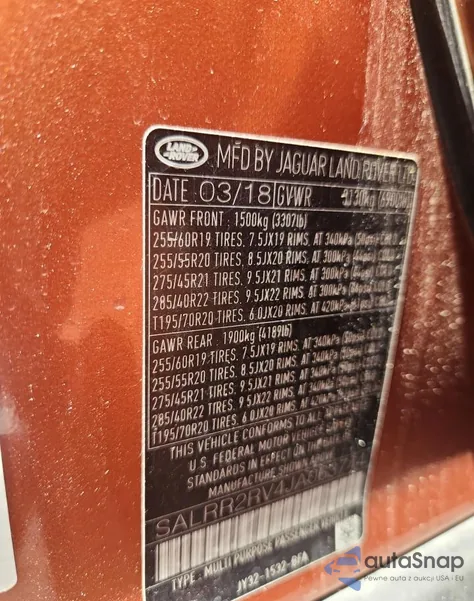 LAND ROVER MFD BY JAGUAR LAND ROVER
DATE: 03/18 GVWR
GAWR FRONT : 1500kg (3307lb)
255/60R19 TIRES, 7.5JX19 RIMS, AT 340kPa
255/55R20 TIRES, 8.5JX20 RIMS, AT 300kPa
275/45R21 TIRES, 9.5JX21 RIMS, AT 300kPa
285/40R22 TIRES, 9.5JX22 RIMS, AT 300kPa
T195/70R20 TIRES, 6.0JX20 RIMS, AT 420kPa
GAWR REAR : 1900kg (4189lb)
255/60R19 TIRES, 7.5JX19 RIMS, AT 340kPa
255/55R20 TIRES, 8.5JX20 RIMS, AT 340kPa
275/45R21 TIRES, 9.5JX21 RIMS, AT
285/40R22 TIRES, 9.5JX22 RIMS, AT
T195/70R20 TIRES, 6.0JX20 RIMS, AT
THIS VEHICLE CONFORMS TO ALL
U.S. FEDERAL MOTOR VEHICLE
STANDARDS IN EFFECT ON THE
MANUFACTURE SHOWN
TYPE : MULTIPURPOSE PASSENGER VEHICLE
JY32-1532-BFA
autaSnap
Pewne auta z aukcji USA i EU